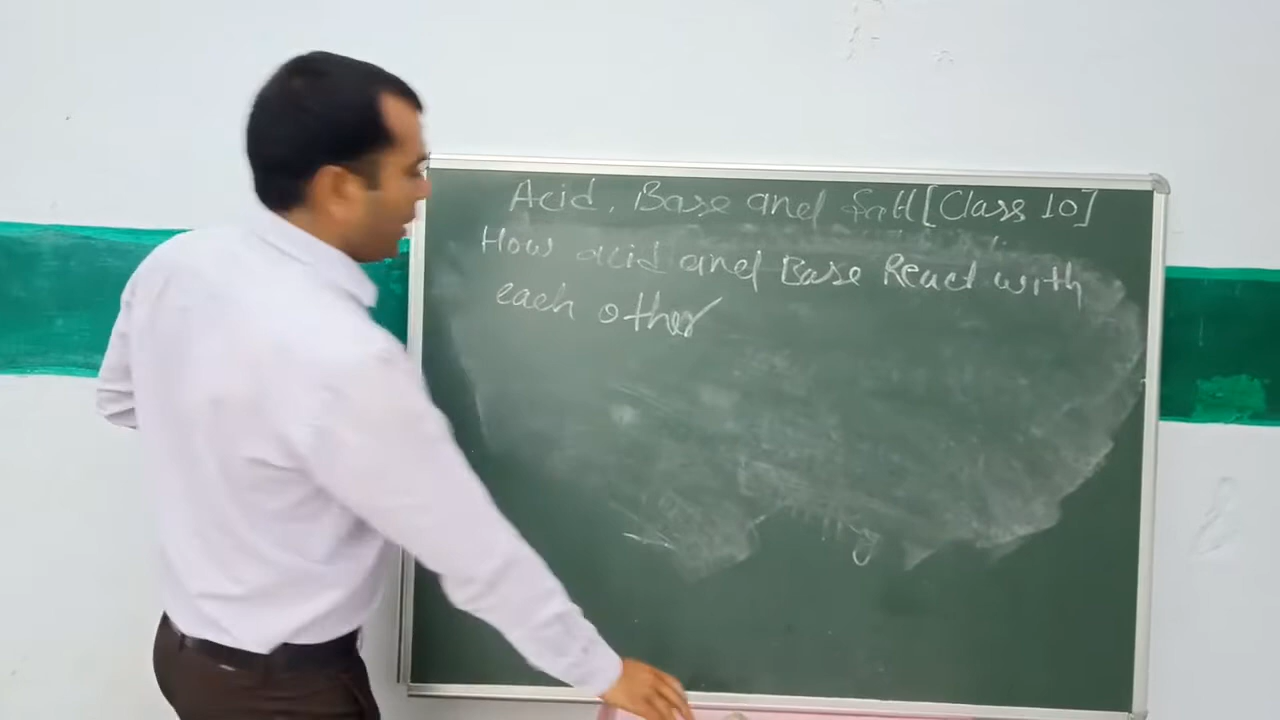 Acid, Base and Salt [Class 10]
How acid and Base React with
each other